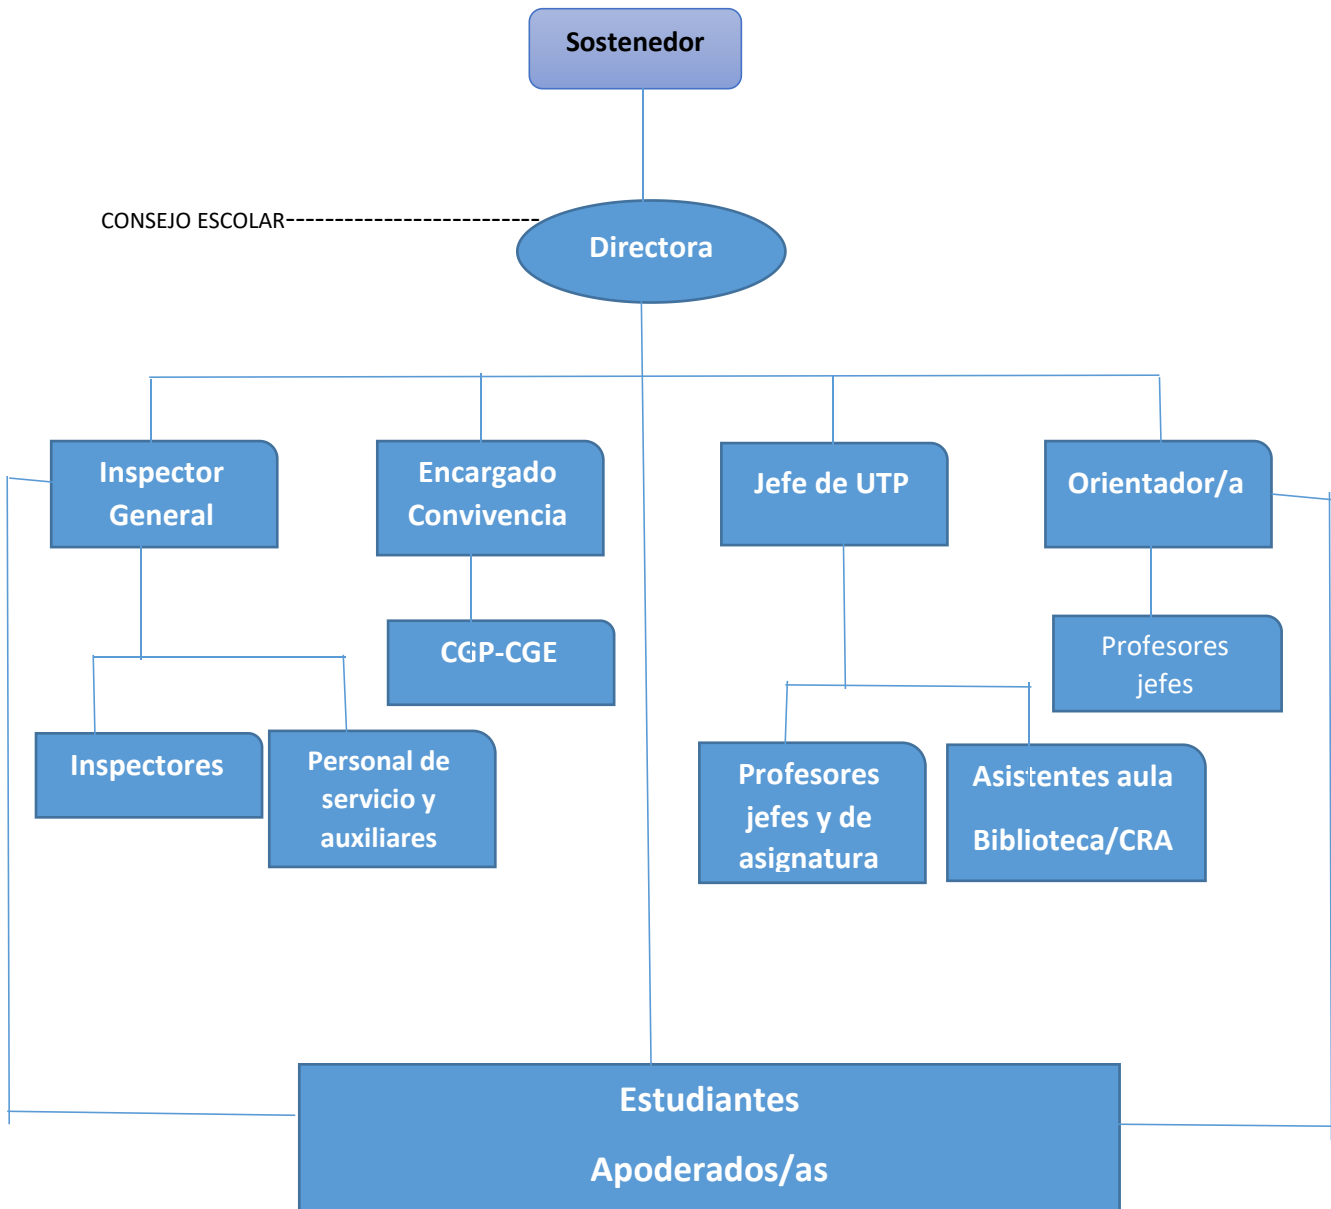 Sostenedor
CONSEJO ESCOLAR--------------------------
Directora
Inspector
General
Encargado
Convivencia
Jefe de UTP
Orientador/a
CGP-CGE
Profesores
jefes
Inspectores
Personal de
servicio y
auxiliares
Profesores
jefes y de
asignatura
Asistentes aula
Biblioteca/CRA
Estudiantes
Apoderados/as